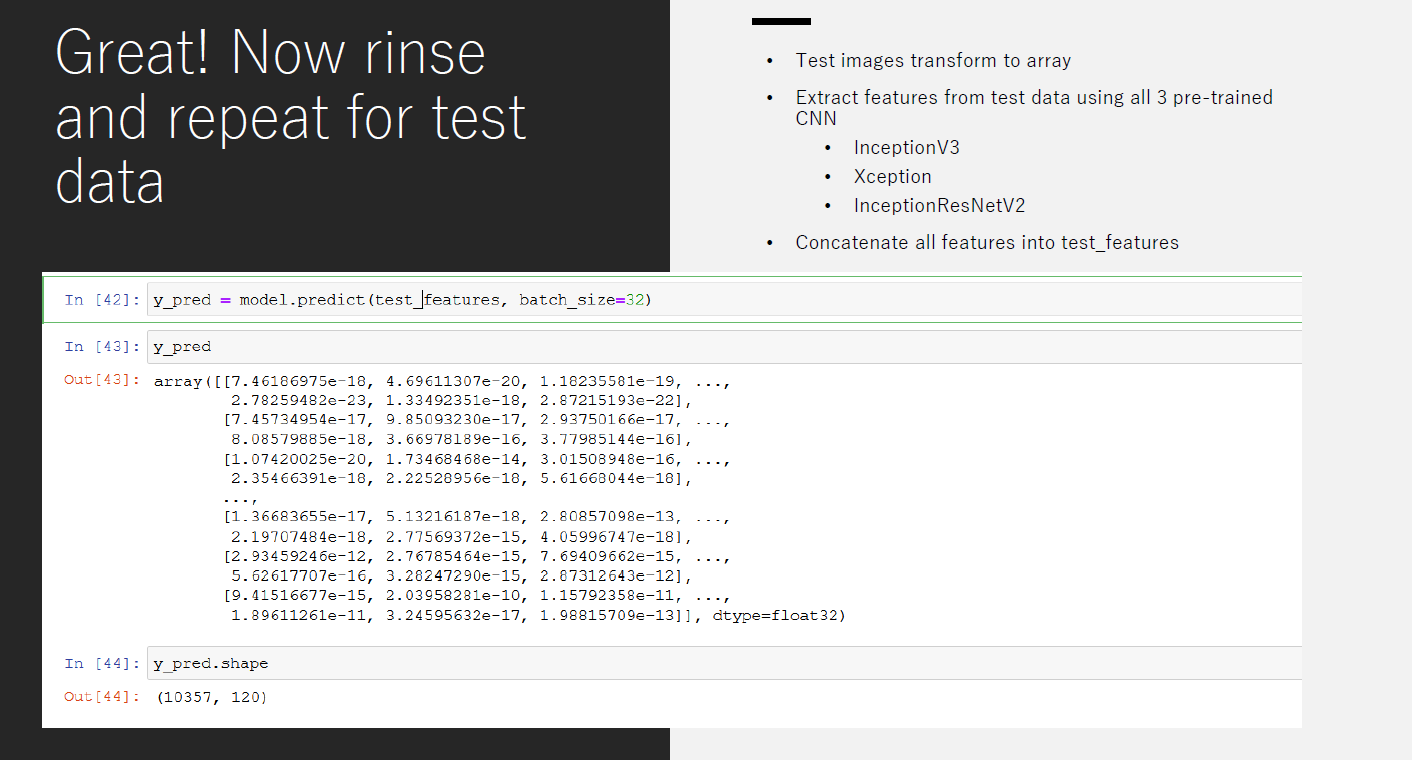 Great! Now rinse
and repeat for test
data
• Test images transform to array
• Extract features from test data using all 3 pre-trained
CNN
• InceptionV3
• Xception
• InceptionResNetV2
• Concatenate all features into test_features
In [42]: y_pred = model.predict(test_features, batch_size=32)
In [43]: y_pred
Out[43]: array([[7.46186975e-18, 4.69611307e-20, 1.18235581e-19, ...,
2.78259482e-23, 1.33492351e-18, 2.87215193e-22],
[7.45734954e-17, 9.85093230e-17, 2.93750166e-17, ...,
8.08579885e-18, 3.66978189e-16, 3.77985144e-16],
[1.07420025e-20, 1.73468468e-14, 3.01508948e-16, ...,
2.35466391e-18, 2.22528956e-18, 5.61668044e-18],
...,
[1.36683655e-17, 5.13216187e-18, 2.80857098e-13, ...,
2.19707484e-18, 2.77569372e-15, 4.05996747e-18],
[2.93459246e-12, 2.76785464e-15, 7.69409662e-15, ...,
5.62617707e-16, 3.28247290e-15, 2.87312643e-12],
[9.41516677e-15, 2.03958281e-10, 1.15792358e-11, ...,
1.89611261e-11, 3.24595632e-17, 1.98815709e-13]], dtype=float32)
In [44]: y_pred.shape
Out[44]: (10357, 120)